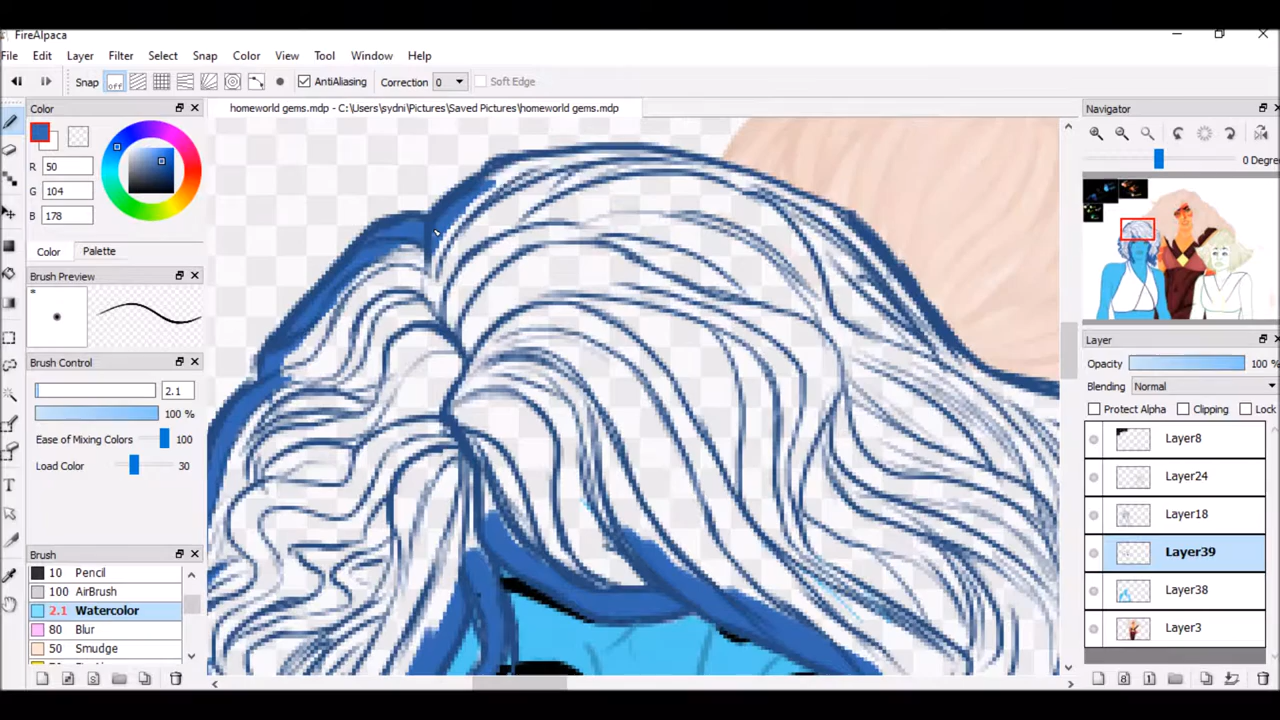 FireAlpaca
File Edit Layer Filter Select Snap Color View Tool Window Help
Snap off AntiAliasing Correction 0 Soft Edge
Color
homeworld gems.mdp - C:\Users\sydni\Pictures\Saved Pictures\homeworld gems.mdp
Navigator
R 50
G 104
B 178
0 Degree
Color Palette
Brush Preview
Brush Control
2.1
100 %
Ease of Mixing Colors 100
Load Color 30
Brush
10 Pencil
100 AirBrush
2.1 Watercolor
80 Blur
50 Smudge
Layer
Opacity 100 %
Blending Normal
Protect Alpha Clipping Lock
Layer8
Layer24
Layer18
Layer39
Layer38
Layer3